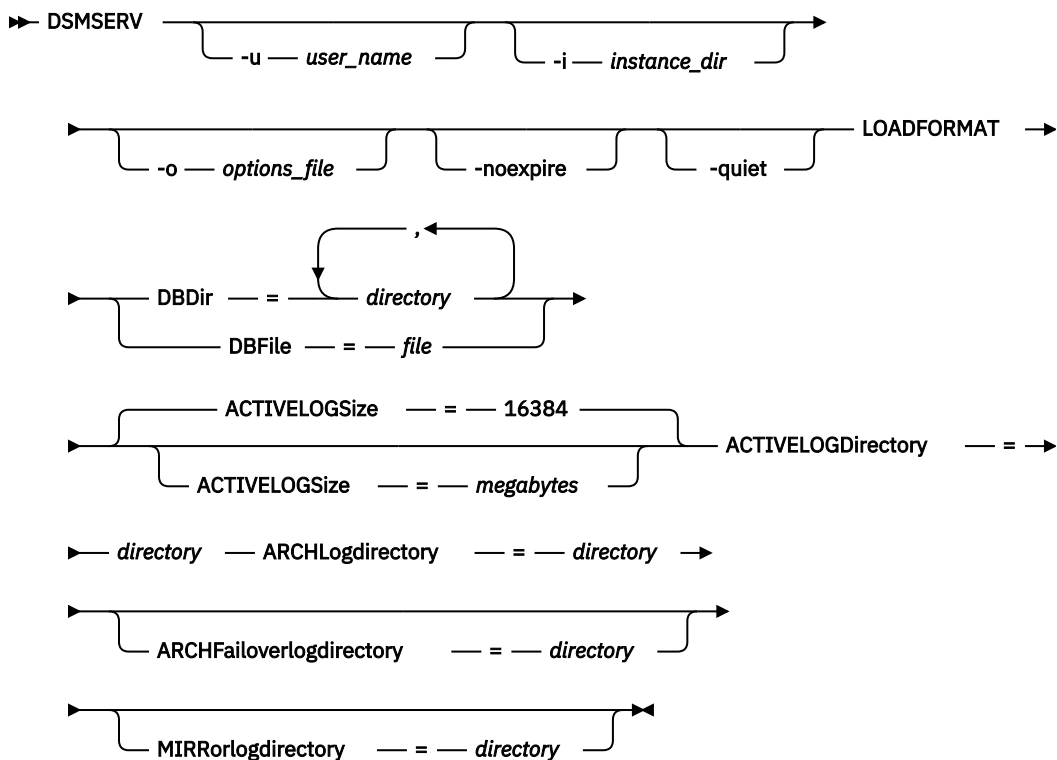 DSMSERV
-u user_name
-i instance_dir
LOADFORMAT
-o options_file
-noexpire
-quiet
,
DBDir = directory
DBFile = file
ACTIVELOGSize = 16384
ACTIVELOGDirectory =
ACTIVELOGSize = megabytes
directory ARCHLogdirectory = directory
ARCHFailoverlogdirectory = directory
MIRRorlogdirectory = directory